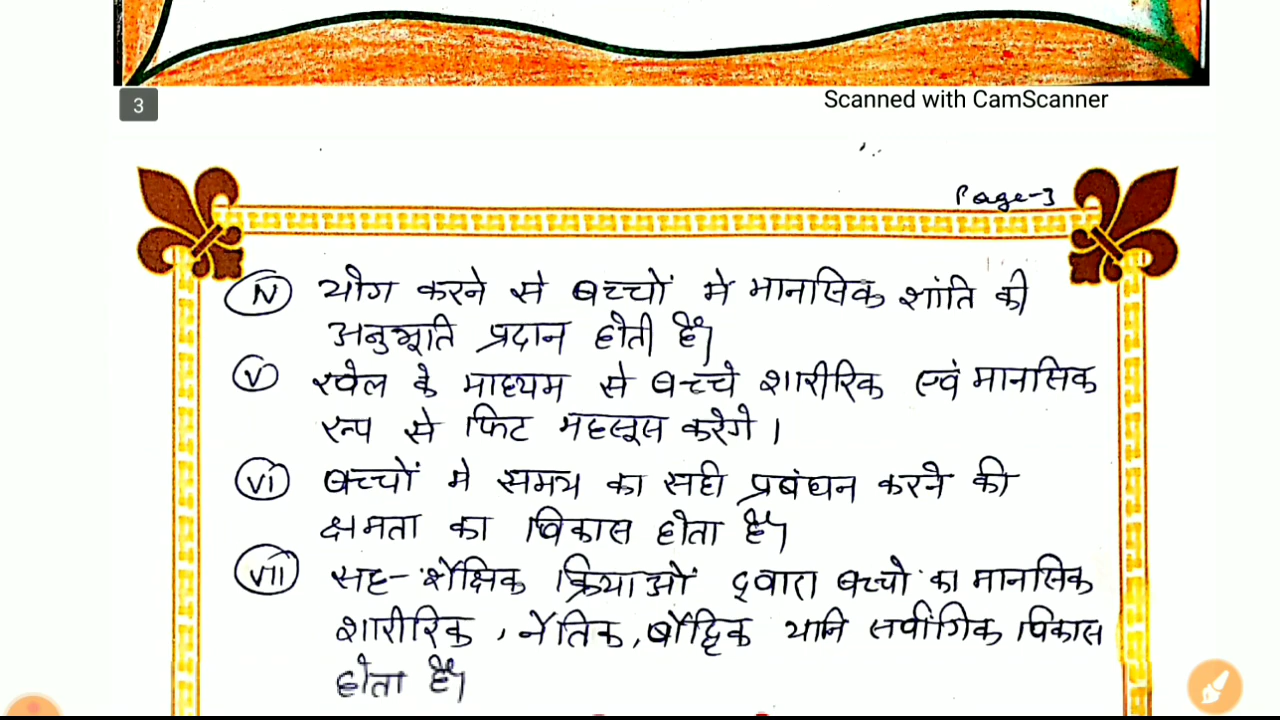 3
Scanned with CamScanner
Page-3
IV योग करने से बच्चों मे मानसिक शांति की
अनुभूति प्रदान होती है।
V खेल के माध्यम से बच्चे शारीरिक एवं मानसिक
रूप से फिट महसूस करेगे।
VI बच्चों मे समय का सही प्रबंधन करने की
क्षमता का विकास होता है।
VII सह-शैक्षिक क्रियाओं द्वारा बच्चो का मानसिक
शारीरिक, नैतिक, बौद्दिक यानि सर्वांगिक विकास
होता है।